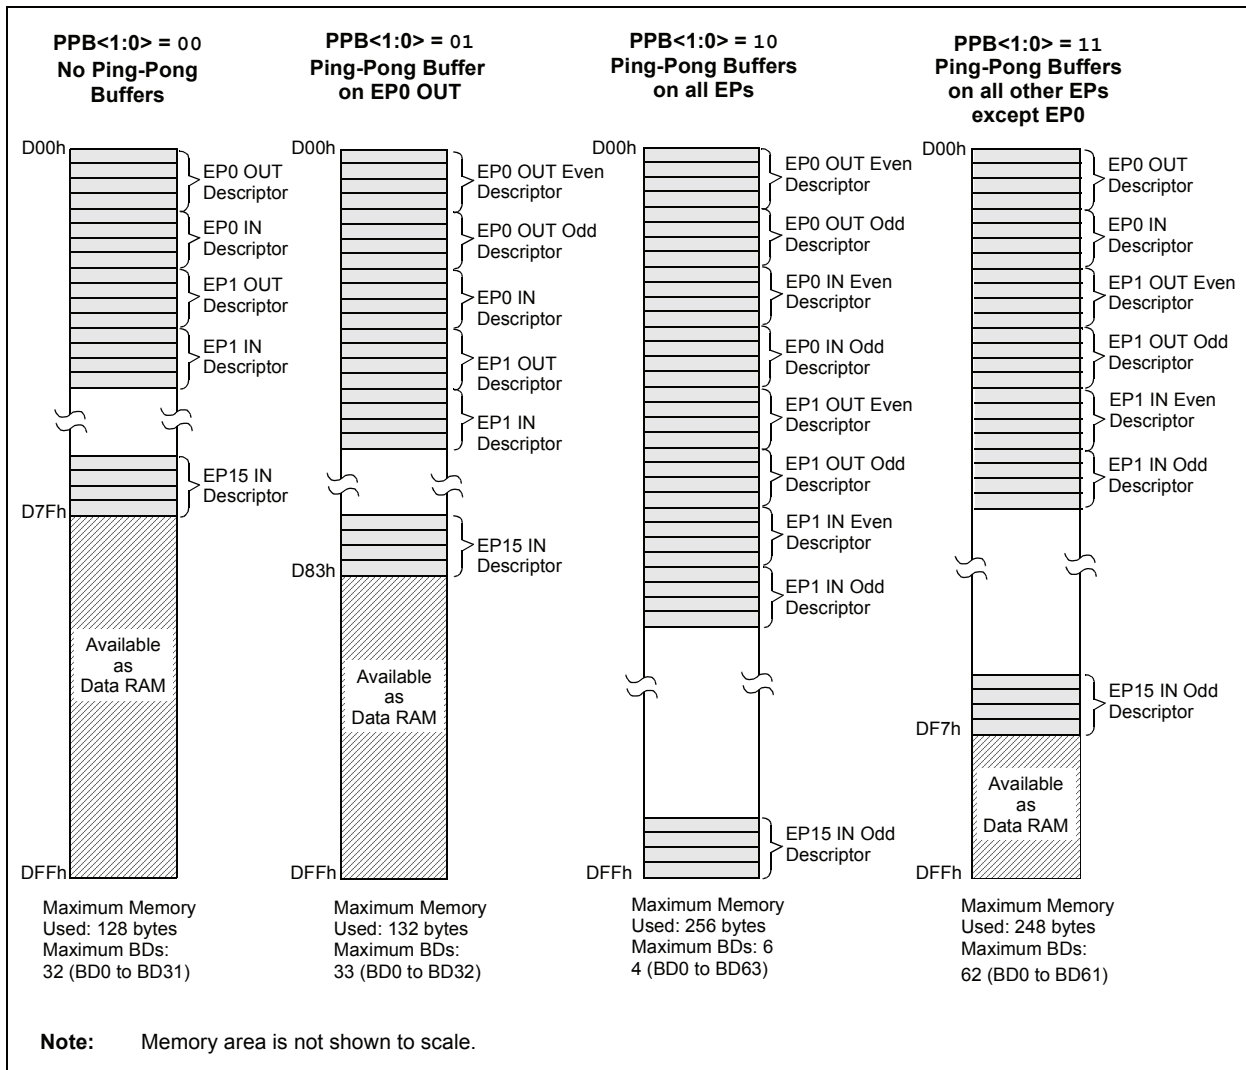 PPB<1:0> = 00
No Ping-Pong
Buffers
D00h
EP0 OUT
Descriptor
EP0 IN
Descriptor
EP1 OUT
Descriptor
EP1 IN
Descriptor
EP15 IN
Descriptor
D7Fh
Available
as
Data RAM
DFFh
Maximum Memory
Used: 128 bytes
Maximum BDs:
32 (BD0 to BD31)
PPB<1:0> = 01
Ping-Pong Buffer
on EP0 OUT
D00h
EP0 OUT Even
Descriptor
EP0 OUT Odd
Descriptor
EP0 IN
Descriptor
EP1 OUT
Descriptor
EP1 IN
Descriptor
EP15 IN
Descriptor
D83h
Available
as
Data RAM
DFFh
Maximum Memory
Used: 132 bytes
Maximum BDs:
33 (BD0 to BD32)
PPB<1:0> = 10
Ping-Pong Buffers
on all EPs
D00h
EP0 OUT Even
Descriptor
EP0 OUT Odd
Descriptor
EP0 IN Even
Descriptor
EP0 IN Odd
Descriptor
EP1 OUT Even
Descriptor
EP1 OUT Odd
Descriptor
EP1 IN Even
Descriptor
EP1 IN Odd
Descriptor
EP15 IN Odd
Descriptor
DFFh
Maximum Memory
Used: 256 bytes
Maximum BDs: 6
4 (BD0 to BD63)
PPB<1:0> = 11
Ping-Pong Buffers
on all other EPs
except EP0
D00h
EP0 OUT
Descriptor
EP0 IN
Descriptor
EP1 OUT Even
Descriptor
EP1 OUT Odd
Descriptor
EP1 IN Even
Descriptor
EP1 IN Odd
Descriptor
EP15 IN Odd
Descriptor
DF7h
Available
as
Data RAM
DFFh
Maximum Memory
Used: 248 bytes
Maximum BDs:
62 (BD0 to BD61)
Note: Memory area is not shown to scale.